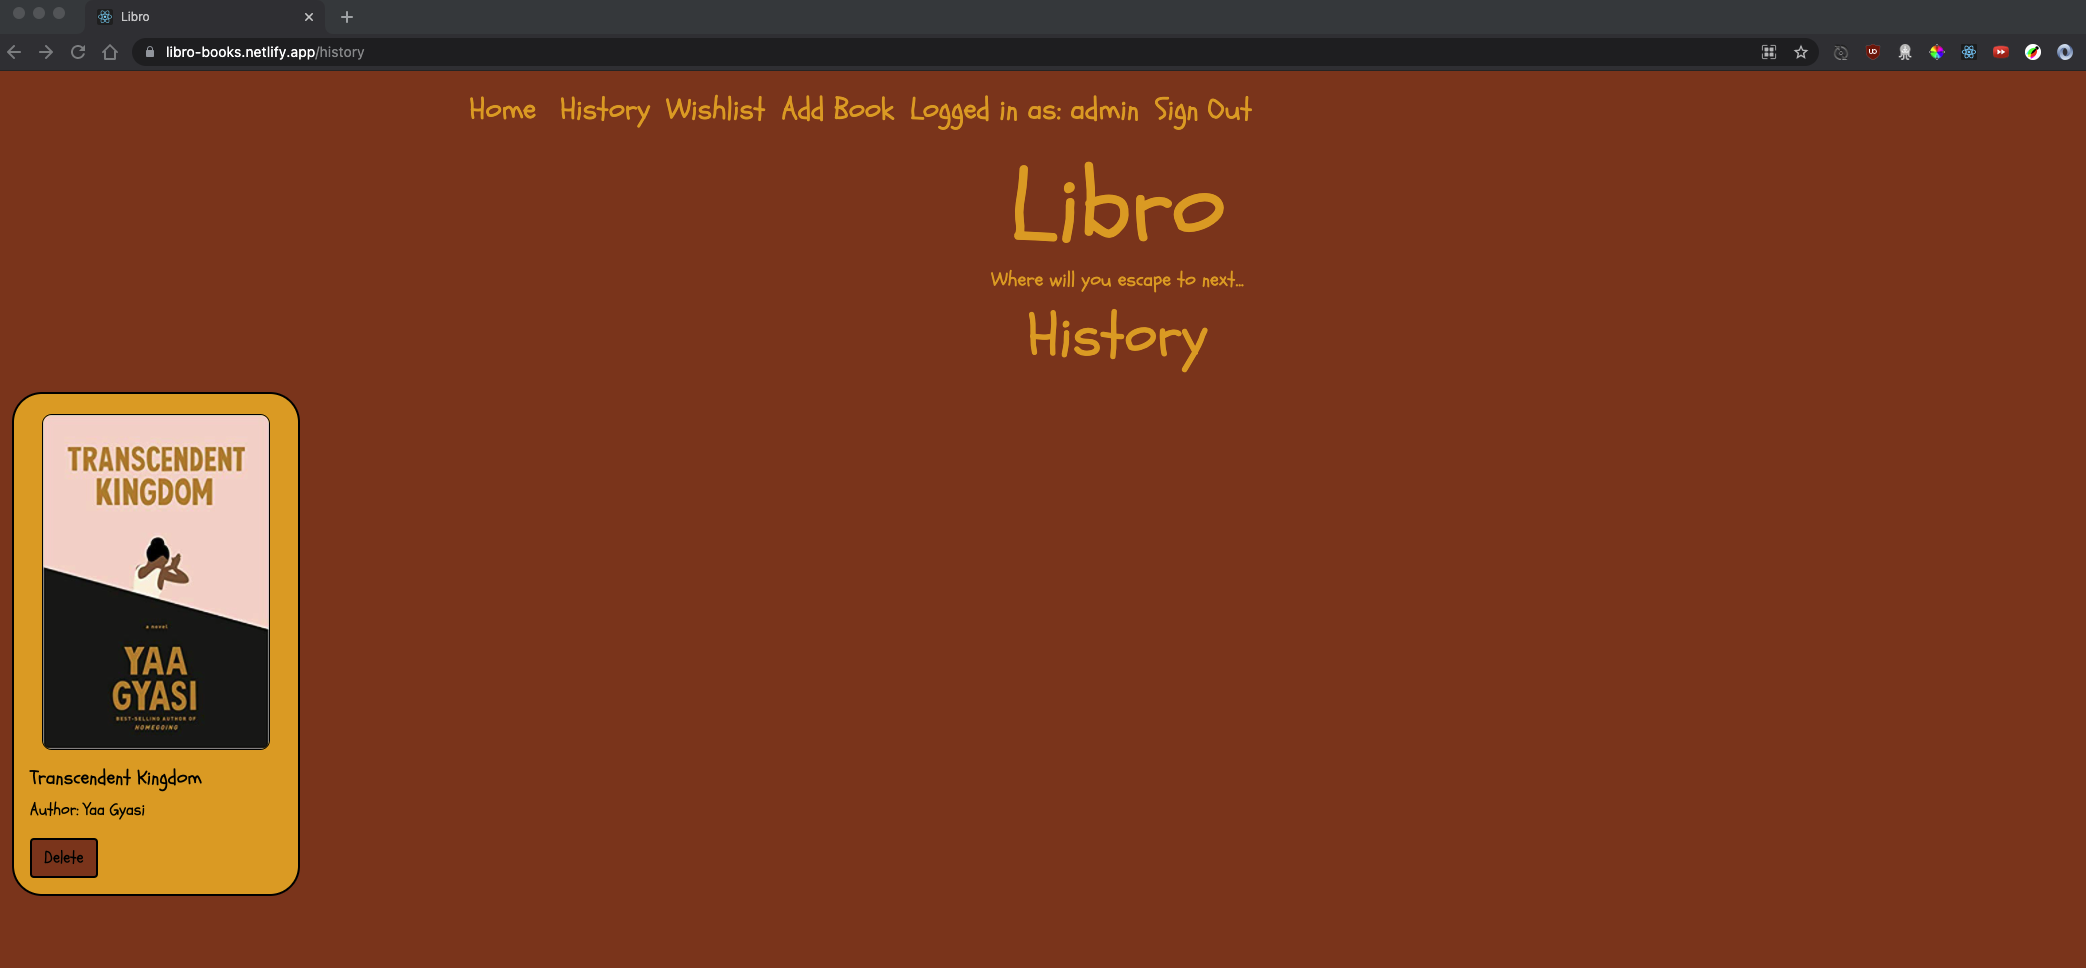 Libro
libro-books.netlify.app/history
Home History Wishlist Add Book Logged in as: admin Sign Out
Libro
Where will you escape to next...
History
TRANSCENDENT
KINGDOM
a novel
YAA
GYASI
BEST-SELLING AUTHOR OF
HOMEGOING
Transcendent Kingdom
Author: Yaa Gyasi
Delete